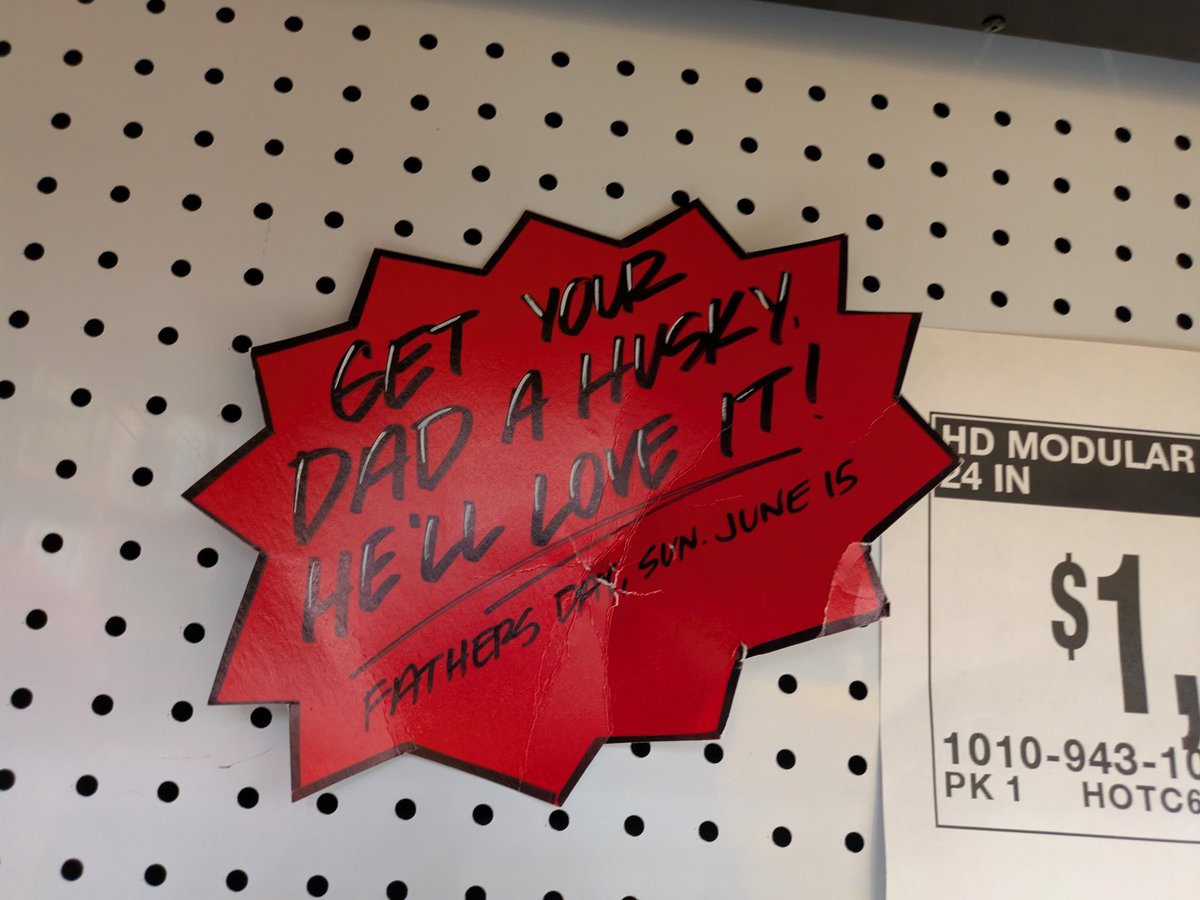 GET YOUR
DAD A HUSKY.
HE'LL LOVE IT!
FATHERS DAY, SUN. JUNE 15
HD MODULAR
24 IN
$1,
1010-943-10
PK 1 HOTC6